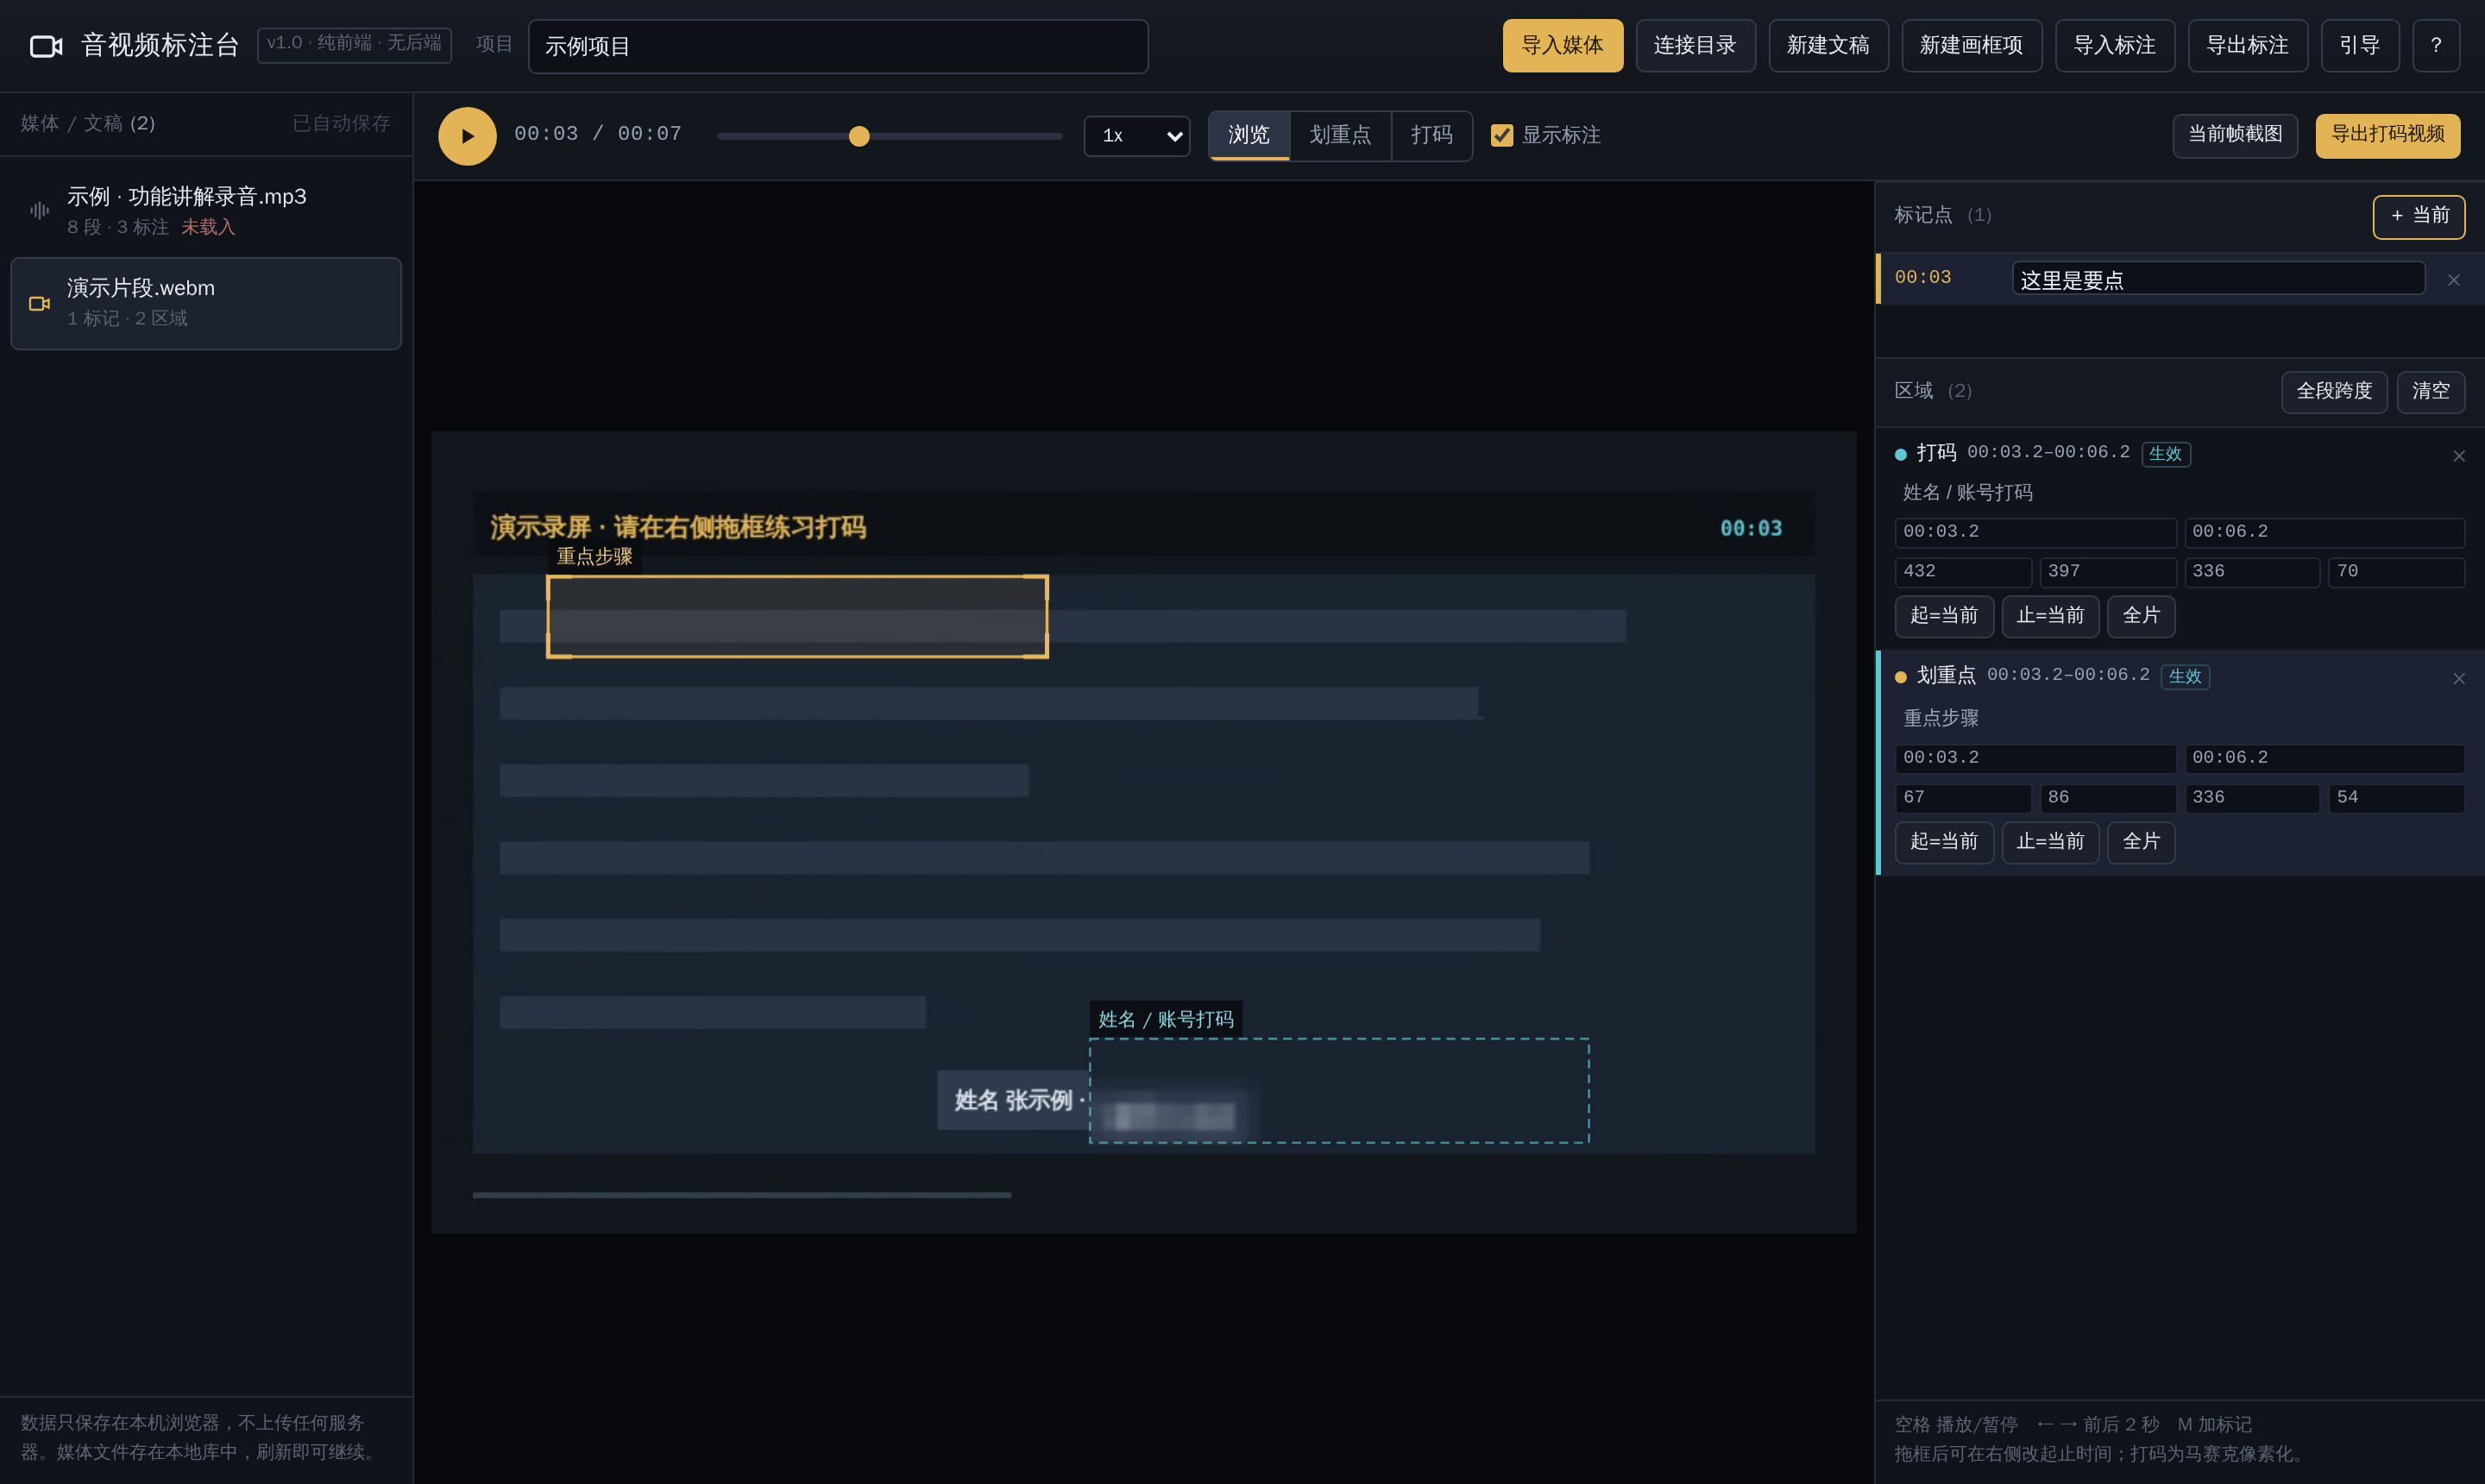 音视频标注台
v1.0 · 纯前端 · 无后端
项目
示例项目
导入媒体
连接目录
新建文稿
新建画框项
导入标注
导出标注
引导
?
媒体 / 文稿 (2)
已自动保存
示例 · 功能讲解录音.mp3
8 段 · 3 标注 未载入
演示片段.webm
1 标记 · 2 区域
数据只保存在本机浏览器，不上传任何服务
器。媒体文件存在本地库中，刷新即可继续。
00:03 / 00:07
1x
浏览
划重点
打码
显示标注
当前帧截图
导出打码视频
演示录屏 · 请在右侧拖框练习打码
00:03
重点步骤
姓名 / 账号打码
姓名 张示例 ·
标记点 (1)
+ 当前
00:03
这里是要点
×
区域 (2)
全段跨度
清空
打码 00:03.2–00:06.2 生效
×
姓名 / 账号打码
00:03.2
00:06.2
432
397
336
70
起=当前
止=当前
全片
划重点 00:03.2–00:06.2 生效
×
重点步骤
00:03.2
00:06.2
67
86
336
54
起=当前
止=当前
全片
空格 播放/暂停 ← → 前后 2 秒 M 加标记
拖框后可在右侧改起止时间；打码为马赛克像素化。